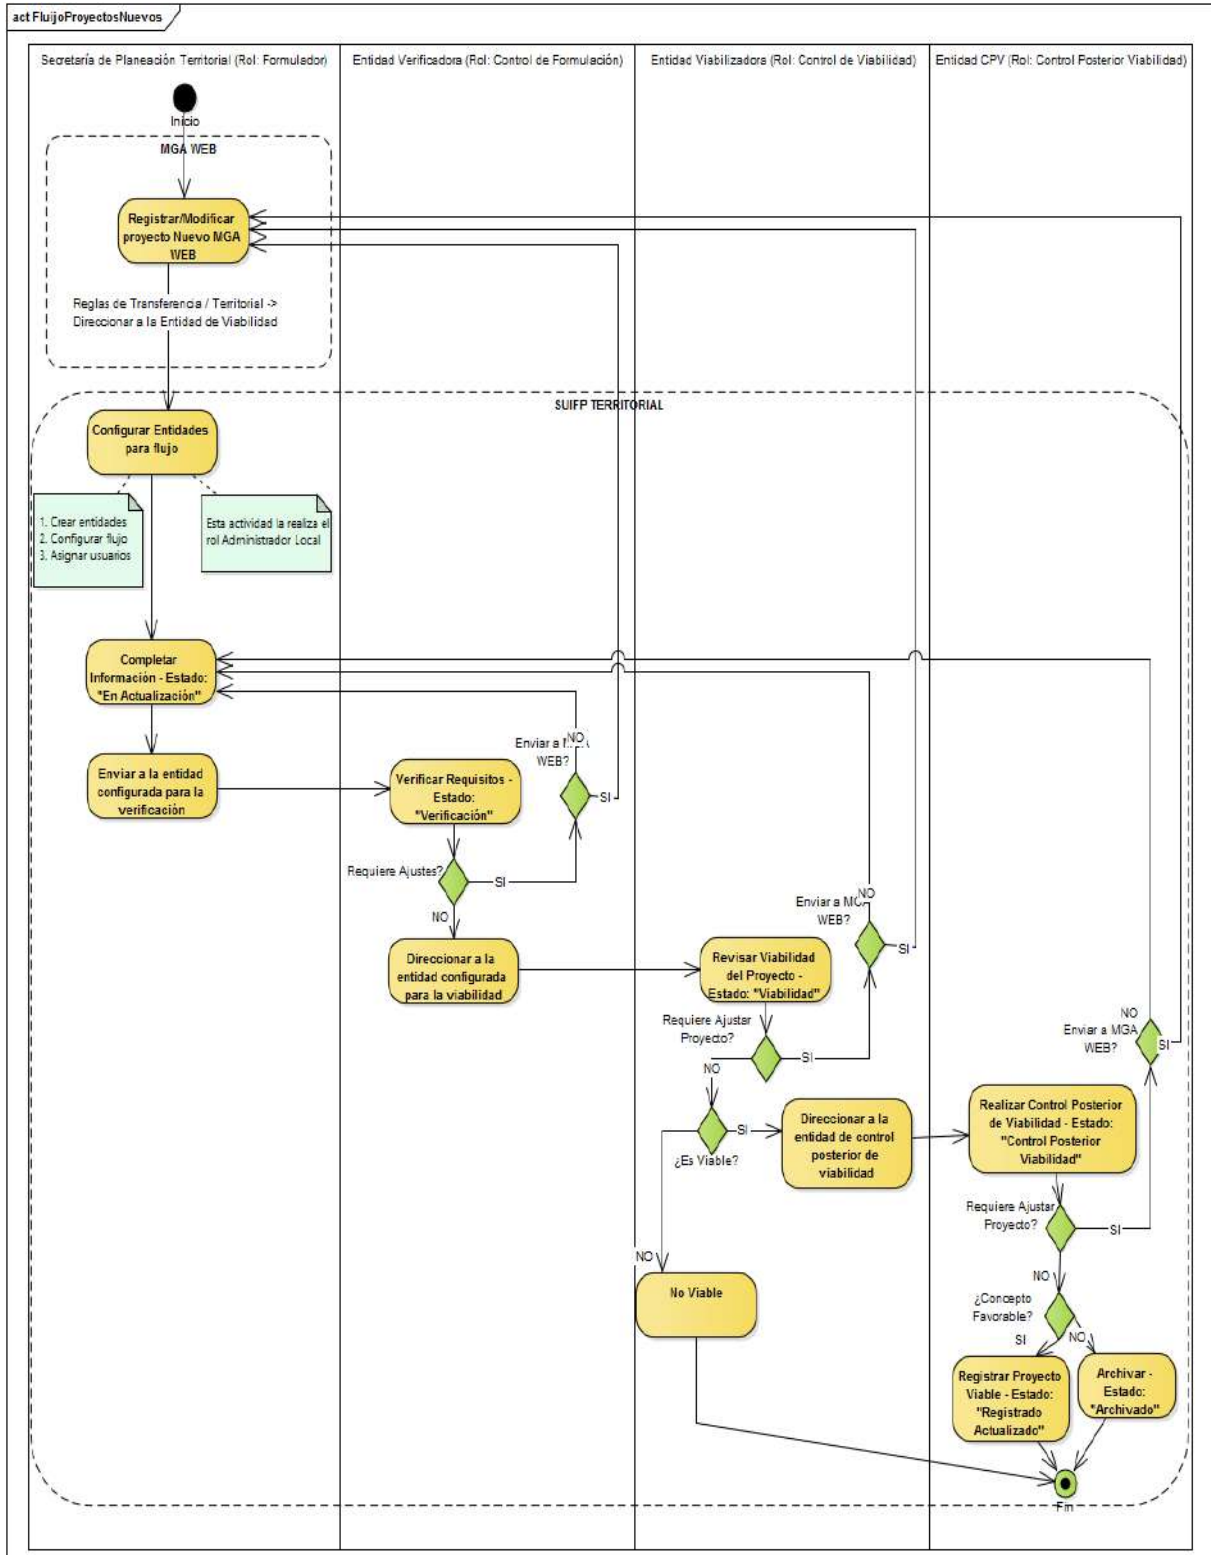 act FluijoProyectosNuevos
Secretaría de Planeación Territorial (Rol: Formulador)
Entidad Verificadora (Rol: Control de Formulación)
Entidad Viabilizadora (Rol: Control de Viabilidad)
Entidad CPV (Rol: Control Posterior Viabilidad)
Inicio
MGA WEB
Registrar/Modificar
proyecto Nuevo MGA
WEB
Reglas de Transferencia / Territorial ->
Direccionar a la Entidad de Viabilidad
SUIFP TERRITORIAL
Configurar Entidades
para flujo
1. Crear entidades
2. Configurar flujo
3. Asignar usuarios
Esta actividad la realiza el
rol Administrador Local
Completar
Información - Estado:
"En Actualización"
Enviar a la entidad
configurada para la
verificación
Verificar Requisitos -
Estado:
"Verificación"
Enviar a
WEB?
NO
SI
Requiere Ajustes?
SI
NO
Direccionar a la
entidad configurada
para la viabilidad
Revisar Viabilidad
del Proyecto -
Estado: "Viabilidad"
Enviar a
WEB?
NO
SI
Requiere Ajustar
Proyecto?
SI
NO
¿Es Viable?
SI
NO
Direccionar a la
entidad de control
posterior de
viabilidad
No Viable
Realizar Control Posterior
de Viabilidad - Estado:
"Control Posterior
Viabilidad"
NO
Enviar a MGA
WEB?
SI
Requiere Ajustar
Proyecto?
SI
NO
¿Concepto
Favorable?
SI
NO
Registrar Proyecto
Viable - Estado:
"Registrado
Actualizado"
Archivar -
Estado:
"Archivado"
Fin